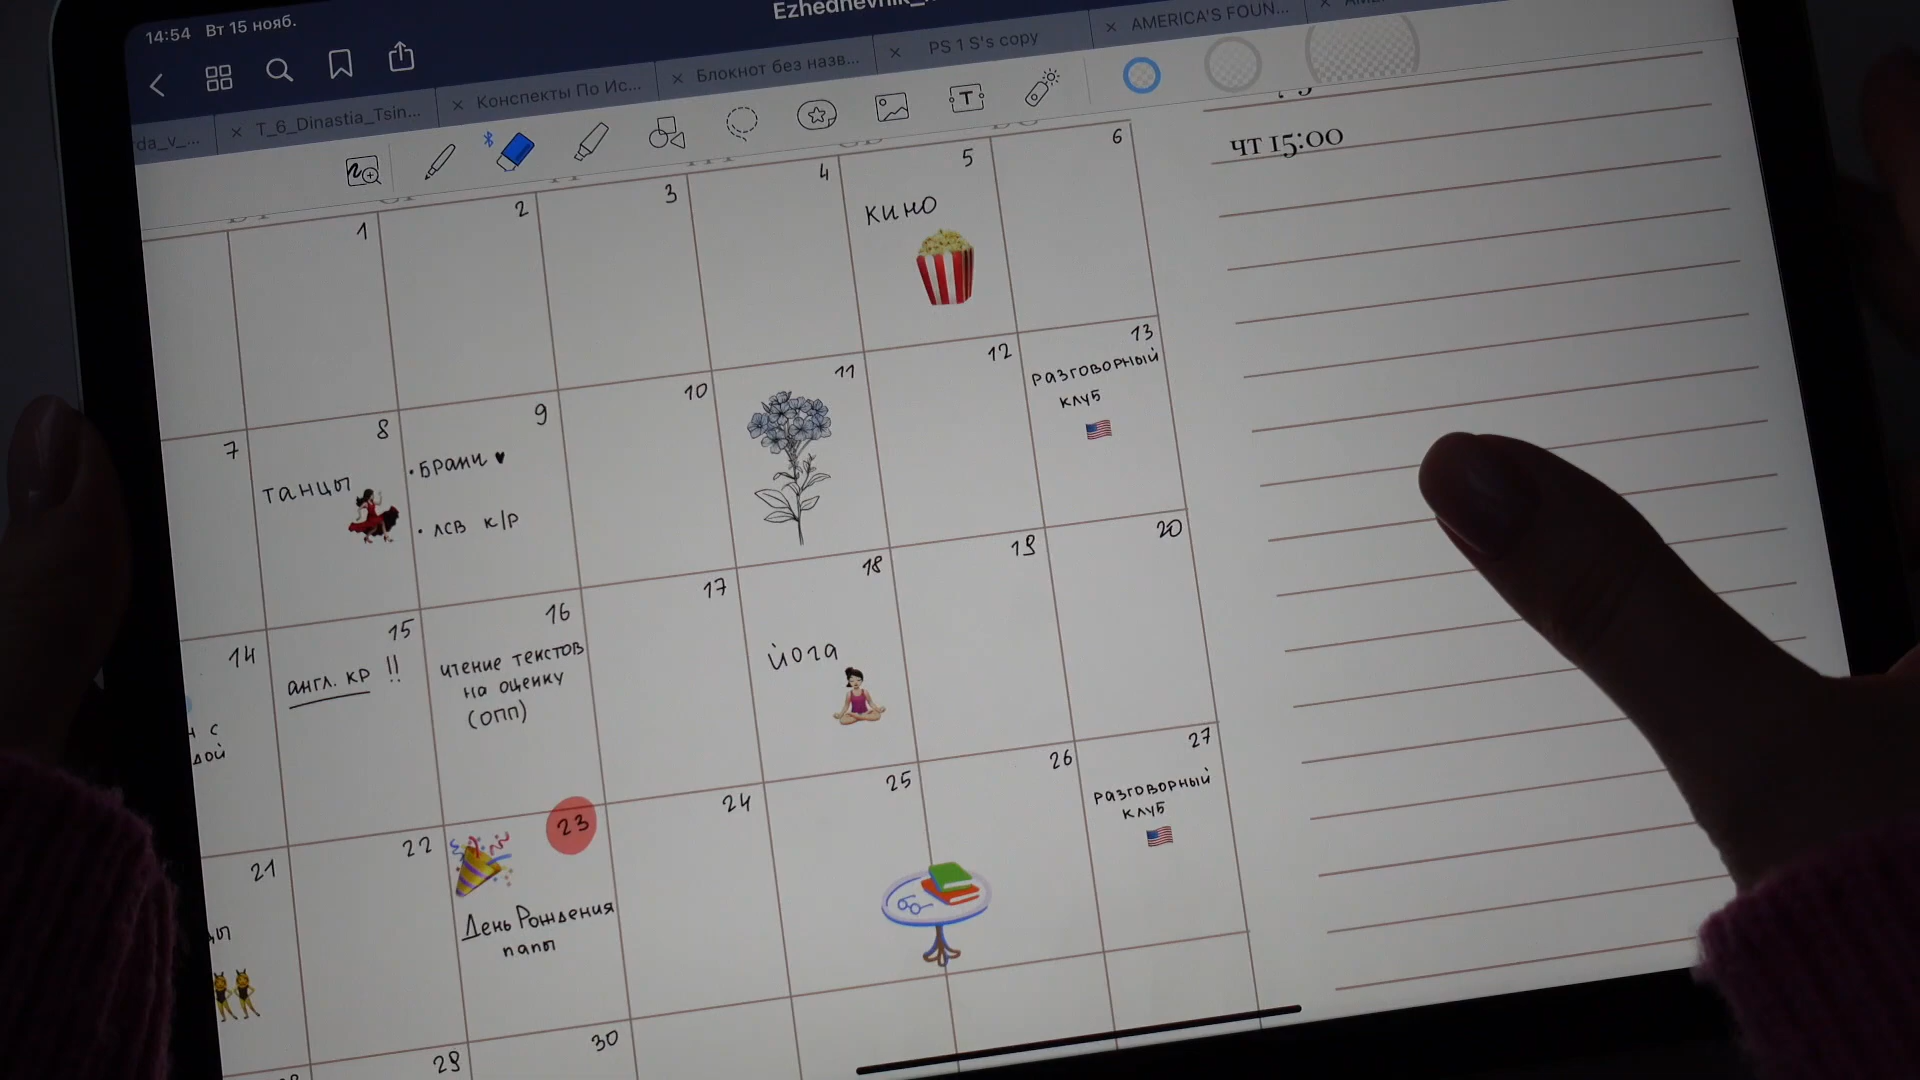 14:54 Вт 15 нояб.
T_6_Dinastia_Tsin...
Конспекты По Ис...
Блокнот без назв...
PS 1 S's copy
AMERICA'S FOUN...
ЧТ 15:00
1
2
3
4
5
6
кино
7
8
9
10
11
12
13
танцы
• Брани ♥
• ЛСВ к/р
разговорный
клуб
14
15
16
17
18
19
20
англ. кр !!
чтение текстов
на оценку
(ОПП)
йога
21
22
23
24
25
26
27
День Рождения
папы
разговорный
клуб
29
30